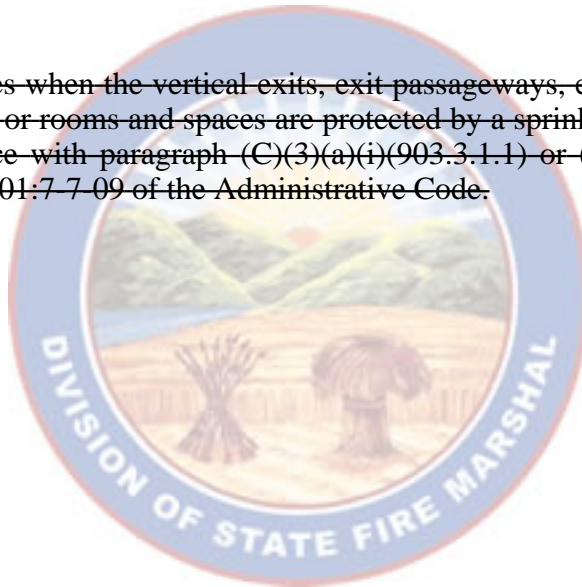 es when the vertical exits, exit passageways,
or rooms and spaces are protected by a
ce with paragraph (C)(3)(a)(i)(903.3.1.1) or
01:7-7-09 of the Administrative Code.
DIVISION OF STATE FIRE MARSHAL